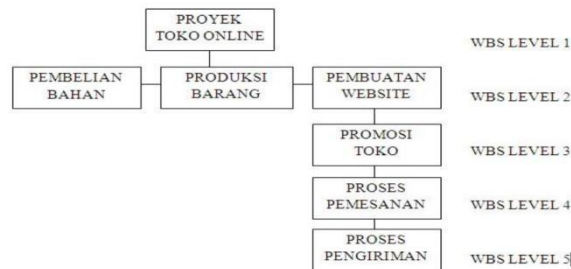 PROYEK
TOKO ONLINE
WBS LEVEL 1
PEMBELIAN
BAHAN
PRODUKSI
BARANG
PEMBUATAN
WEBSITE
WBS LEVEL 2
PROMOSI
TOKO
WBS LEVEL 3
PROSES
PEMESANAN
WBS LEVEL 4
PROSES
PENGIRIMAN
WBS LEVEL 5